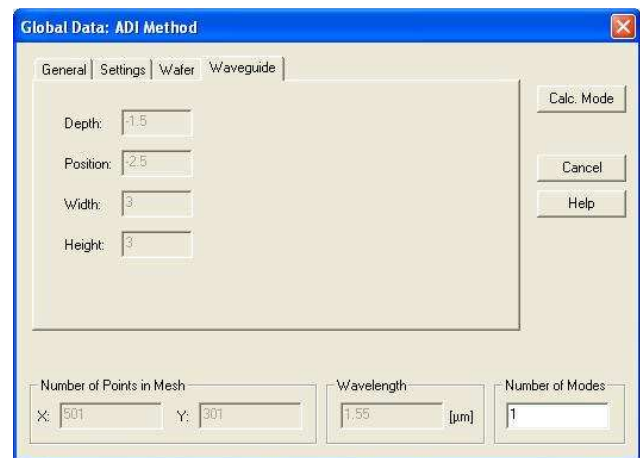 Global Data: ADI Method
General Settings Wafer Waveguide
Calc. Mode
Depth: -1.5
Position: -2.5
Cancel
Width: 3
Help
Height: 3
Number of Points in Mesh Wavelength Number of Modes
X: 501 Y: 301 1.55 [µm] 1